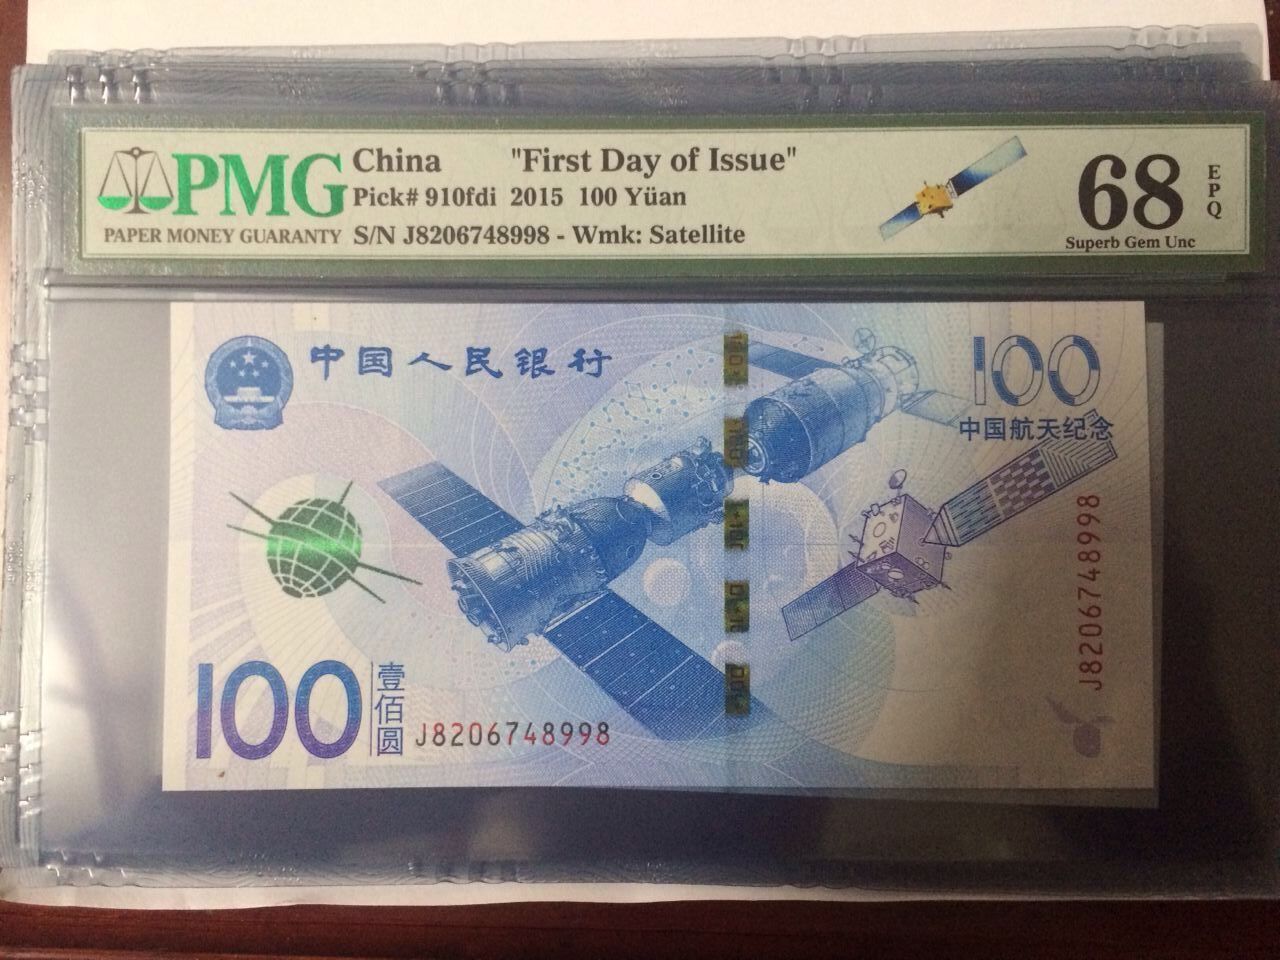 PMG
PAPER MONEY GUARANTY
China "First Day of Issue"
Pick# 910fdi 2015 100 Yüan
S/N J8206748998 - Wmk: Satellite
68
EPQ
Superb Gem Unc
中国人民银行
100
中国航天纪念
J8206748998
100
壹佰圆
J8206748998